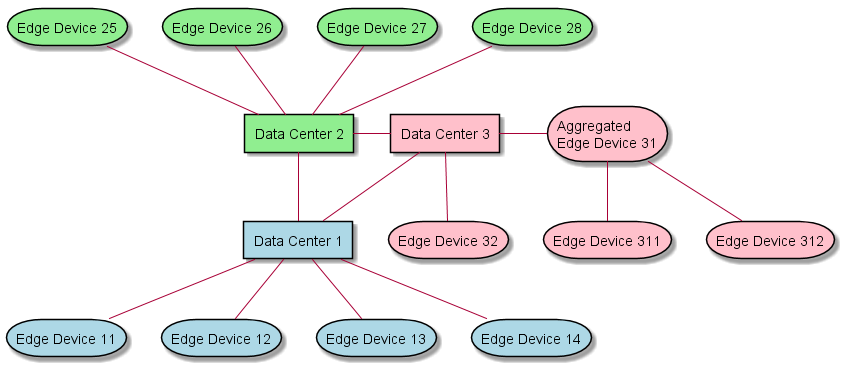 Edge Device 25
Edge Device 26
Edge Device 27
Edge Device 28
Data Center 2
Data Center 3
Aggregated
Edge Device 31
Data Center 1
Edge Device 32
Edge Device 311
Edge Device 312
Edge Device 11
Edge Device 12
Edge Device 13
Edge Device 14